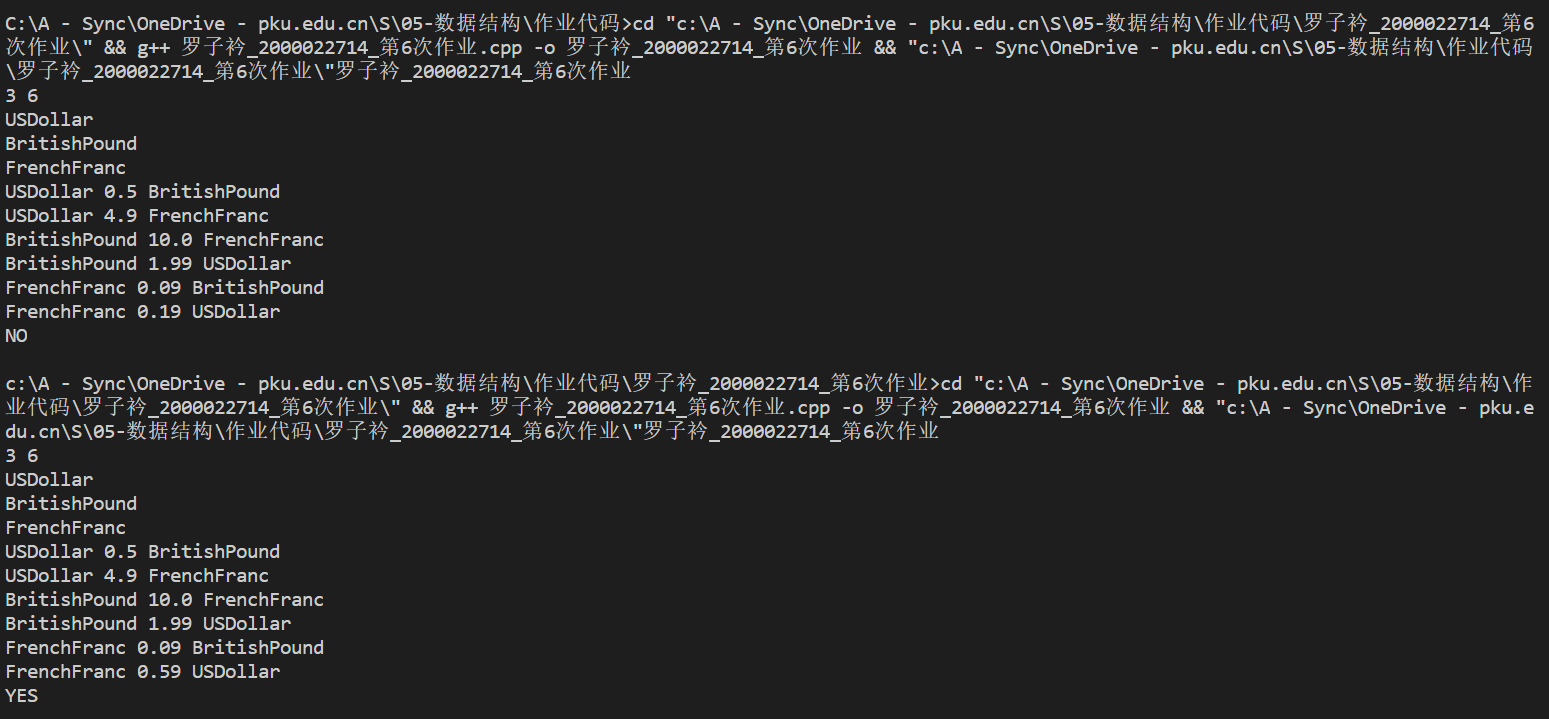 C:\A - Sync\OneDrive - pku.edu.cn\S\05-数据结构\作业代码>cd "c:\A - Sync\OneDrive - pku.edu.cn\S\05-数据结构\作业代码\罗子衿_2000022714_第6
次作业\" && g++ 罗子衿_2000022714_第6次作业.cpp -o 罗子衿_2000022714_第6次作业 && "c:\A - Sync\OneDrive - pku.edu.cn\S\05-数据结构\作业代码
\罗子衿_2000022714_第6次作业\"罗子衿_2000022714_第6次作业
3 6
USDollar
BritishPound
FrenchFranc
USDollar 0.5 BritishPound
USDollar 4.9 FrenchFranc
BritishPound 10.0 FrenchFranc
BritishPound 1.99 USDollar
FrenchFranc 0.09 BritishPound
FrenchFranc 0.19 USDollar
NO
c:\A - Sync\OneDrive - pku.edu.cn\S\05-数据结构\作业代码\罗子衿_2000022714_第6次作业>cd "c:\A - Sync\OneDrive - pku.edu.cn\S\05-数据结构\作
业代码\罗子衿_2000022714_第6次作业\" && g++ 罗子衿_2000022714_第6次作业.cpp -o 罗子衿_2000022714_第6次作业 && "c:\A - Sync\OneDrive - pku.e
du.cn\S\05-数据结构\作业代码\罗子衿_2000022714_第6次作业\"罗子衿_2000022714_第6次作业
3 6
USDollar
BritishPound
FrenchFranc
USDollar 0.5 BritishPound
USDollar 4.9 FrenchFranc
BritishPound 10.0 FrenchFranc
BritishPound 1.99 USDollar
FrenchFranc 0.09 BritishPound
FrenchFranc 0.59 USDollar
YES